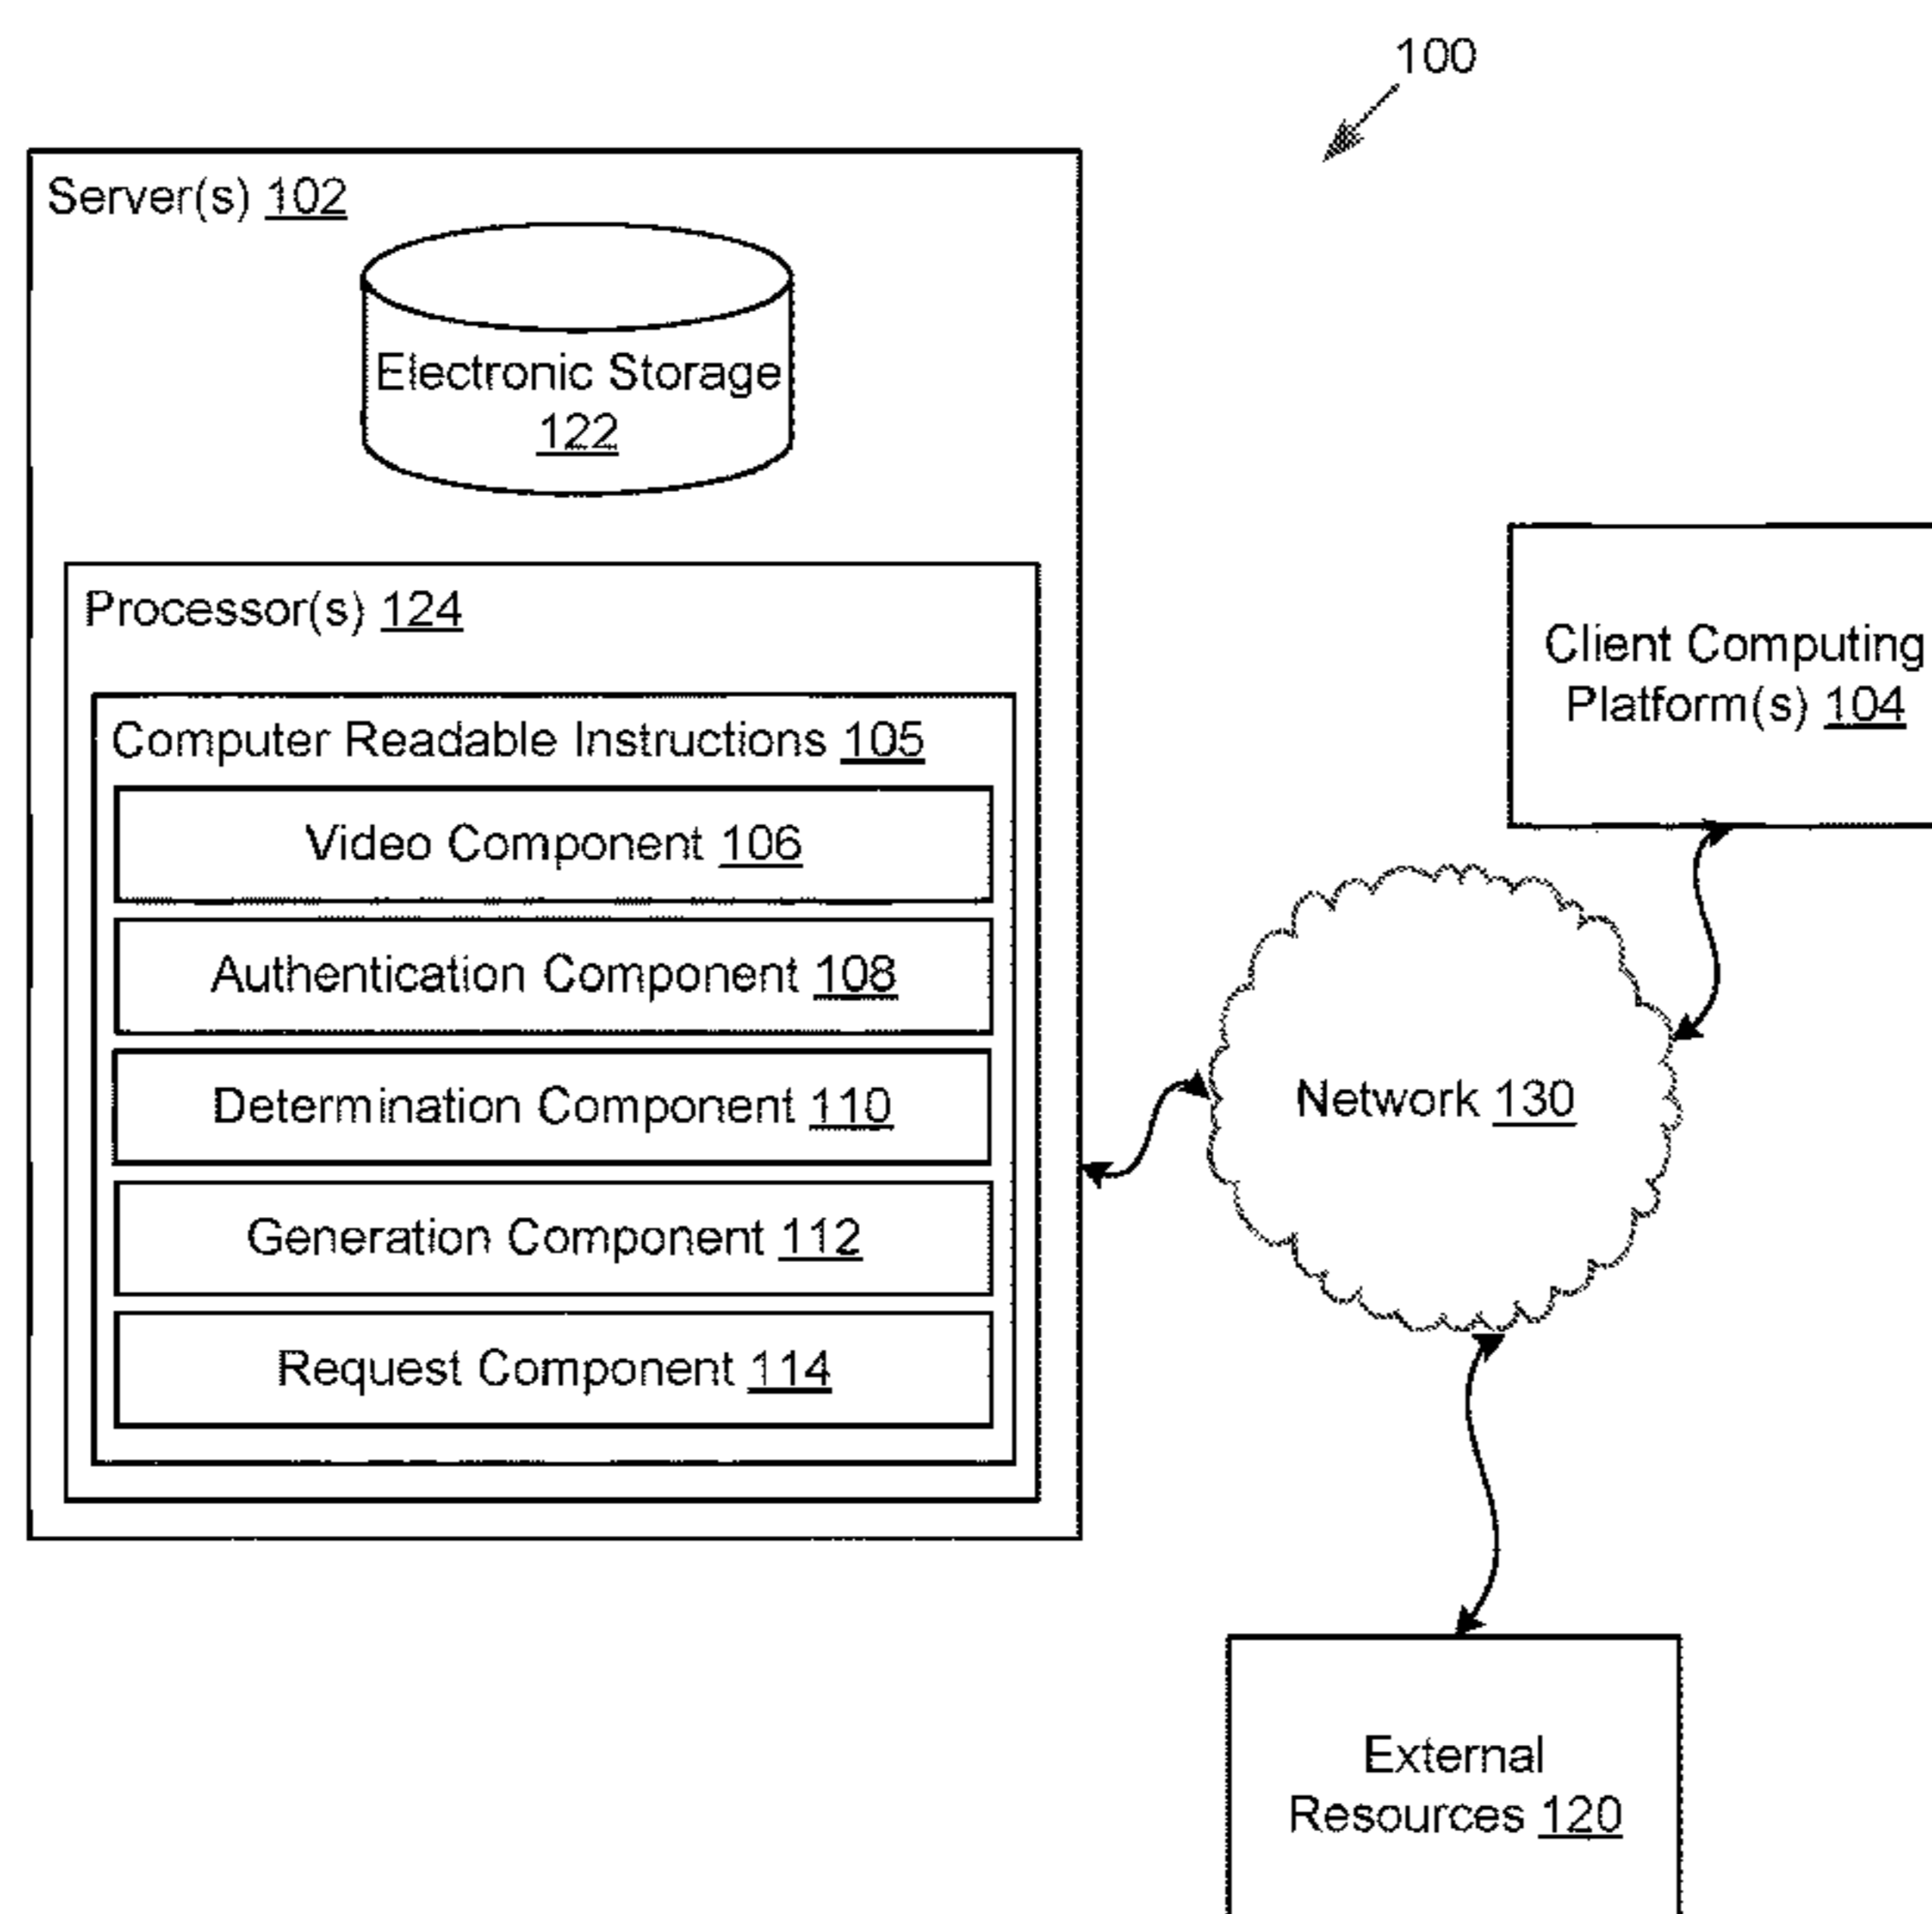 100
Server(s) 102
Electronic Storage
122
Processor(s) 124
Computer Readable Instructions 105
Video Component 106
Authentication Component 108
Determination Component 110
Generation Component 112
Request Component 114
Client Computing
Platform(s) 104
Network 130
External
Resources 120